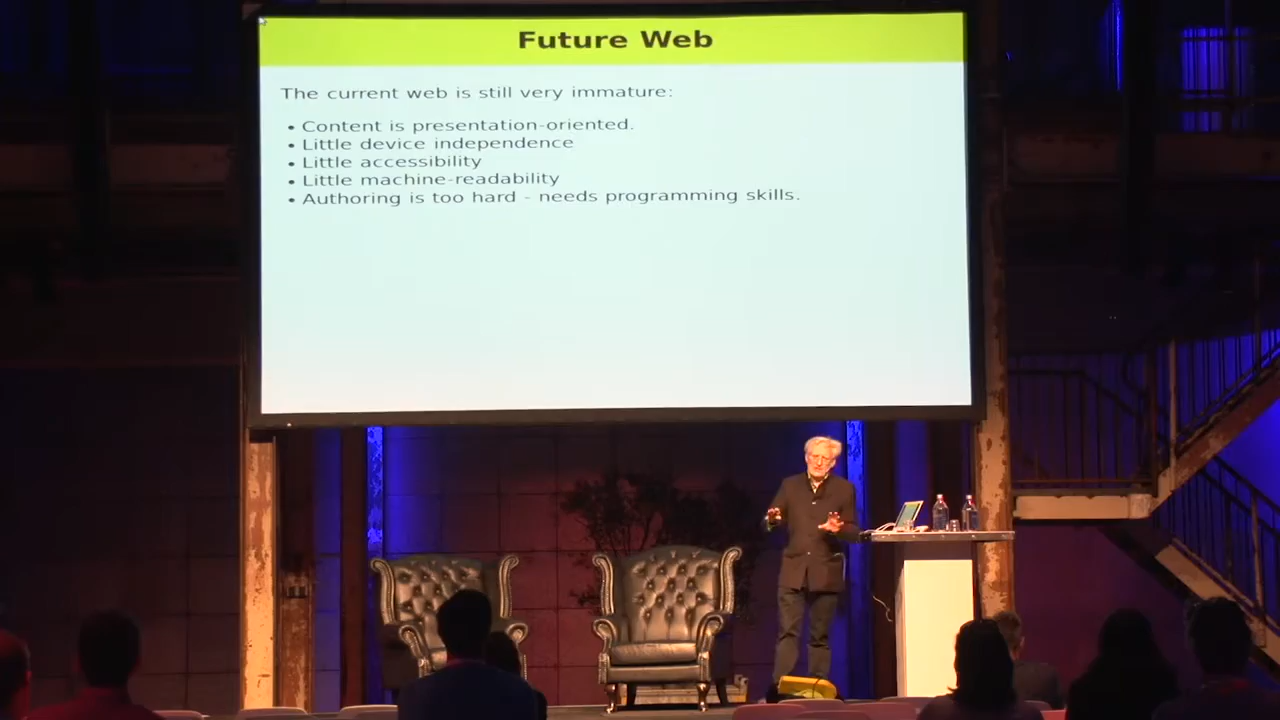 Future Web
The current web is still very immature:
• Content is presentation-oriented.
• Little device independence
• Little accessibility
• Little machine-readability
• Authoring is too hard - needs programming skills.